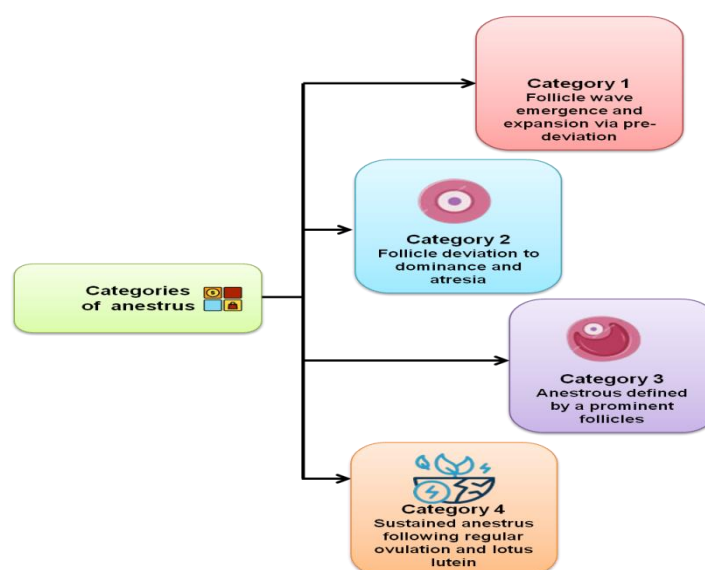 Category 1
Follicle wave
emergence and
expansion via pre-
deviation
Category 2
Follicle deviation to
dominance and
atresia
Categories
of anestrus
Category 3
Anestrous defined
by a prominent
follicles
Category 4
Sustained anestrus
following regular
ovulation and lotus
lutein